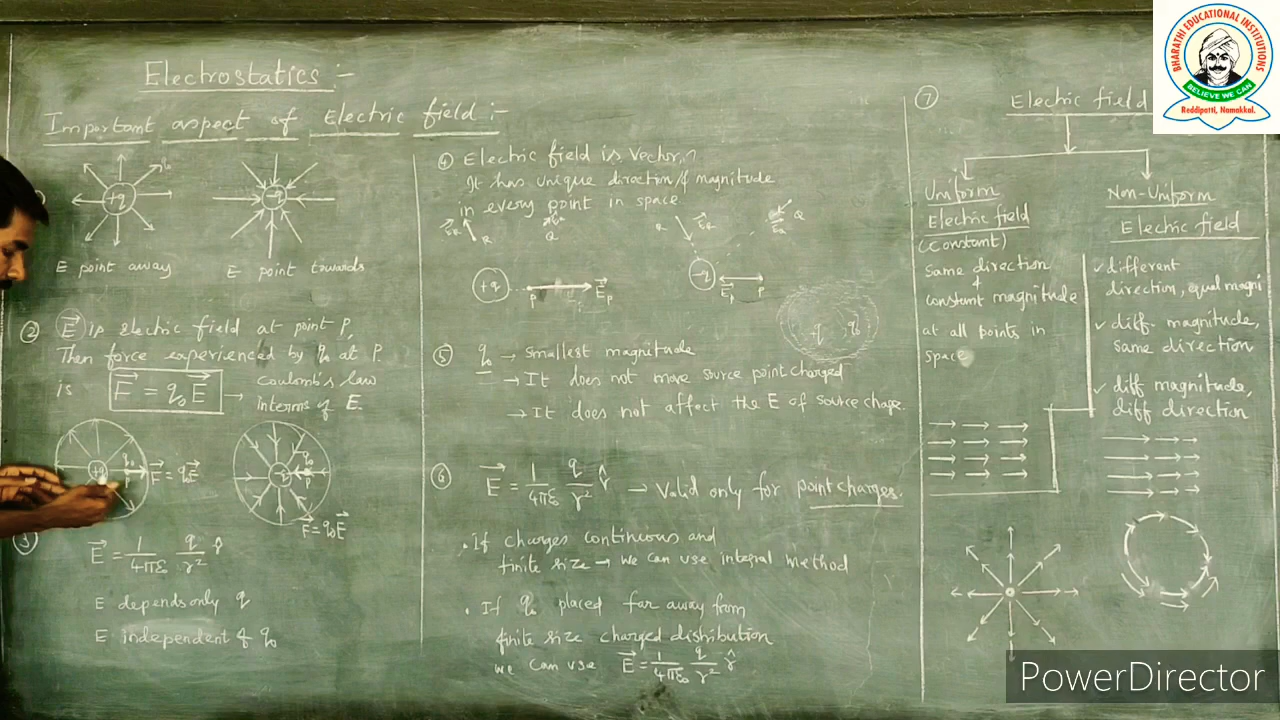 Electrostatics :-
Important aspect of Electric field :-
+q
q₀
-q
E point away
E point towards
② E⃗ is electric field at point P,
Then force experienced by q₀ at P.
is F⃗ = q₀E⃗ → Coulomb's law
interms of E.
+q
q₀
P
F⃗ = q₀E⃗
-q
q₀
P
F⃗ = q₀E⃗
3
E⃗ = 1/4πε₀ q/r² r̂
E depends only q
E independent of q₀
④ Electric field is vector,
It has unique direction & magnitude
in every point in space
E⃗R
R
Q
R
E⃗R
Q
+q
P
E⃗p
-q
E⃗p
P
+q
q₀
⑤ q₀ → Smallest magnitude
→ It does not move source point charged
→ It does not affect the E of source charge.
⑥ E⃗ = 1/4πε₀ q/r² r̂ → Valid only for point charges.
• If charges continuous and
finite size → we can use integral method
• If q₀ placed far away from
finite size charged distribution
we can use E⃗ = 1/4πε₀ q/r² r̂
⑦ Electric field
Uniform
Electric field
(constant)
same direction
&
constant magnitude
at all points in
space
Non-Uniform
Electric field
✓ different
direction, equal magni
✓ diff. magnitude,
same direction
✓ diff magnitude,
diff direction
BHARATHI EDUCATIONAL INSTITUTIONS
BELIEVE WE CAN
Reddipatti, Namakkal.
PowerDirector